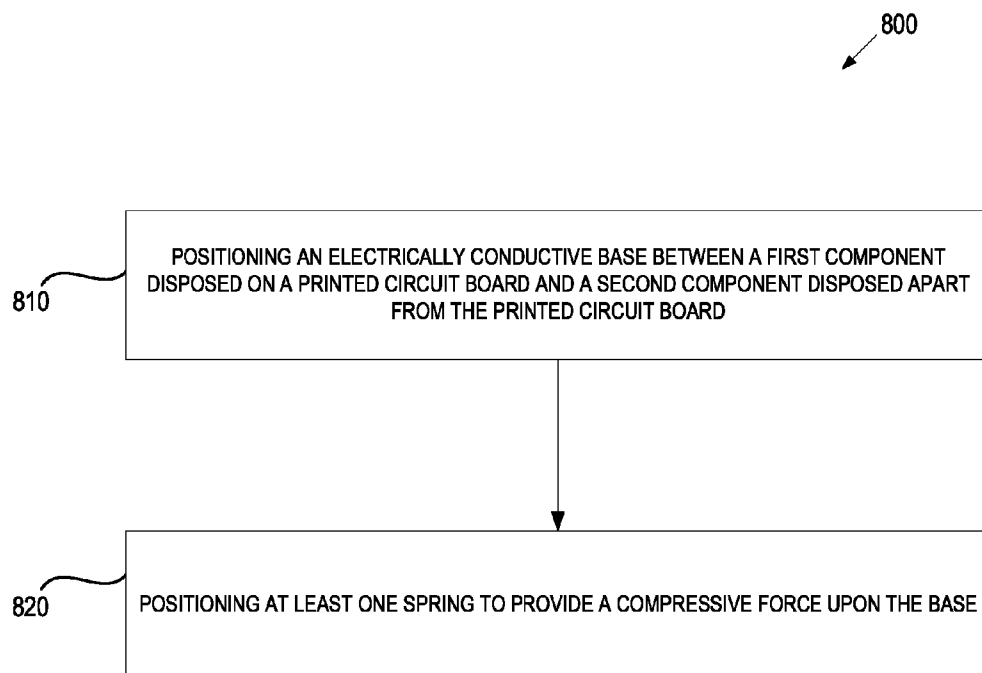 800
POSITIONING AN ELECTRICALLY CONDUCTIVE BASE BETWEEN A FIRST COMPONENT
DISPOSED ON A PRINTED CIRCUIT BOARD AND A SECOND COMPONENT DISPOSED APART
FROM THE PRINTED CIRCUIT BOARD
810
POSITIONING AT LEAST ONE SPRING TO PROVIDE A COMPRESSIVE FORCE UPON THE BASE
820